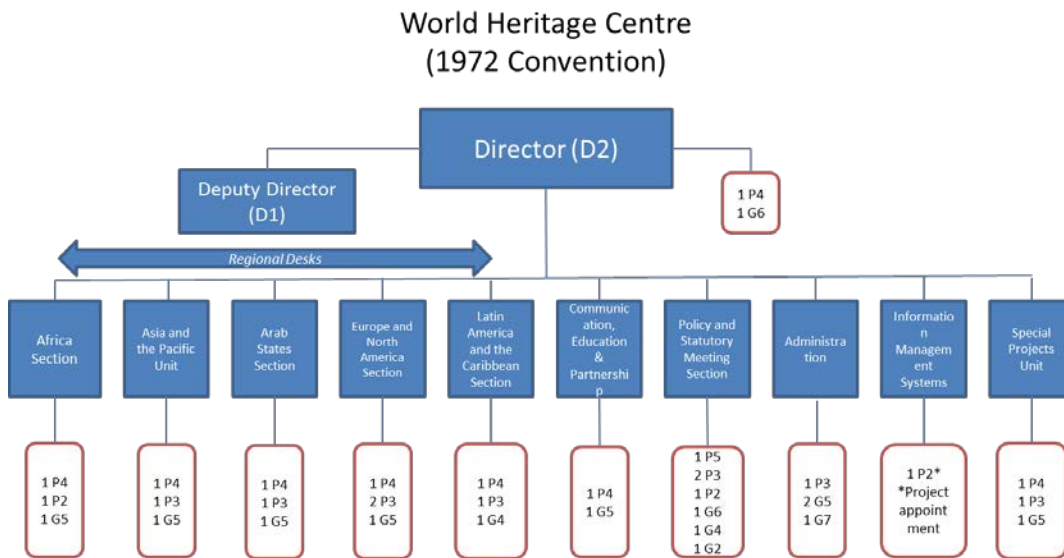 World Heritage Centre
(1972 Convention)
Director (D2)
Deputy Director
(D1)
1 P4
1 G6
Regional Desks
Africa
Section
Asia and
the Pacific
Unit
Arab
States
Section
Europe and
North
America
Section
Latin
America
and the
Caribbean
Section
Communic
ation,
Education
&
Partnershi
p
Policy and
Statutory
Meeting
Section
Administra
tion
Informatio
n
Managem
ent
Systems
Special
Projects
Unit
1 P4
1 P2
1 G5
1 P4
1 P3
1 G5
1 P4
1 P3
1 G5
1 P4
2 P3
1 G5
1 P4
1 P3
1 G4
1 P4
1 G5
1 P5
2 P3
1 P2
1 G6
1 G4
1 G2
1 P3
2 G5
1 G7
1 P2*
*Project
appoint
ment
1 P4
1 P3
1 G5